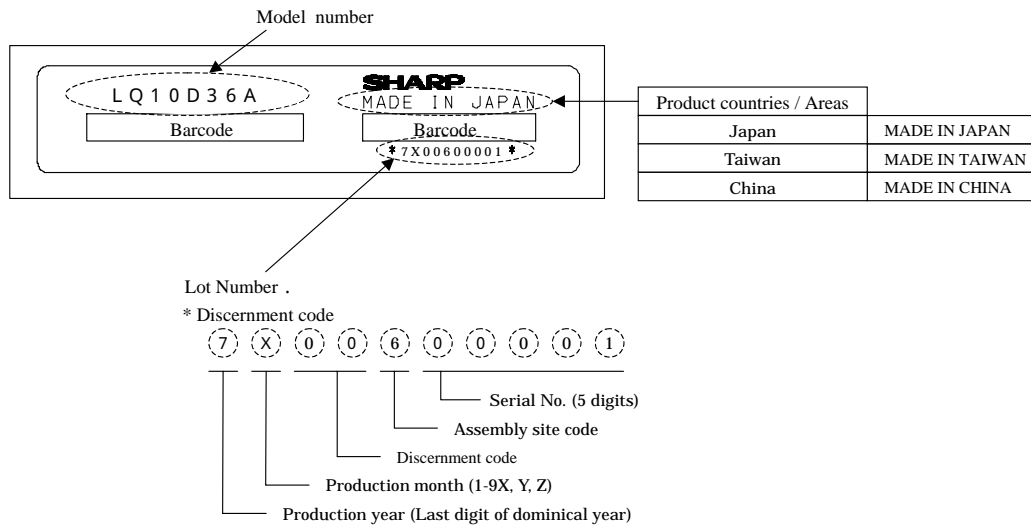 Model number
LQ10D36A
Barcode
SHARP
MADE IN JAPAN
Barcode
*7X00600001*
Product countries / Areas
Japan MADE IN JAPAN
Taiwan MADE IN TAIWAN
China MADE IN CHINA
Lot Number .
* Discernment code
7 X 0 0 6 0 0 0 0 1
Serial No. (5 digits)
Assembly site code
Discernment code
Production month (1-9X, Y, Z)
Production year (Last digit of dominical year)